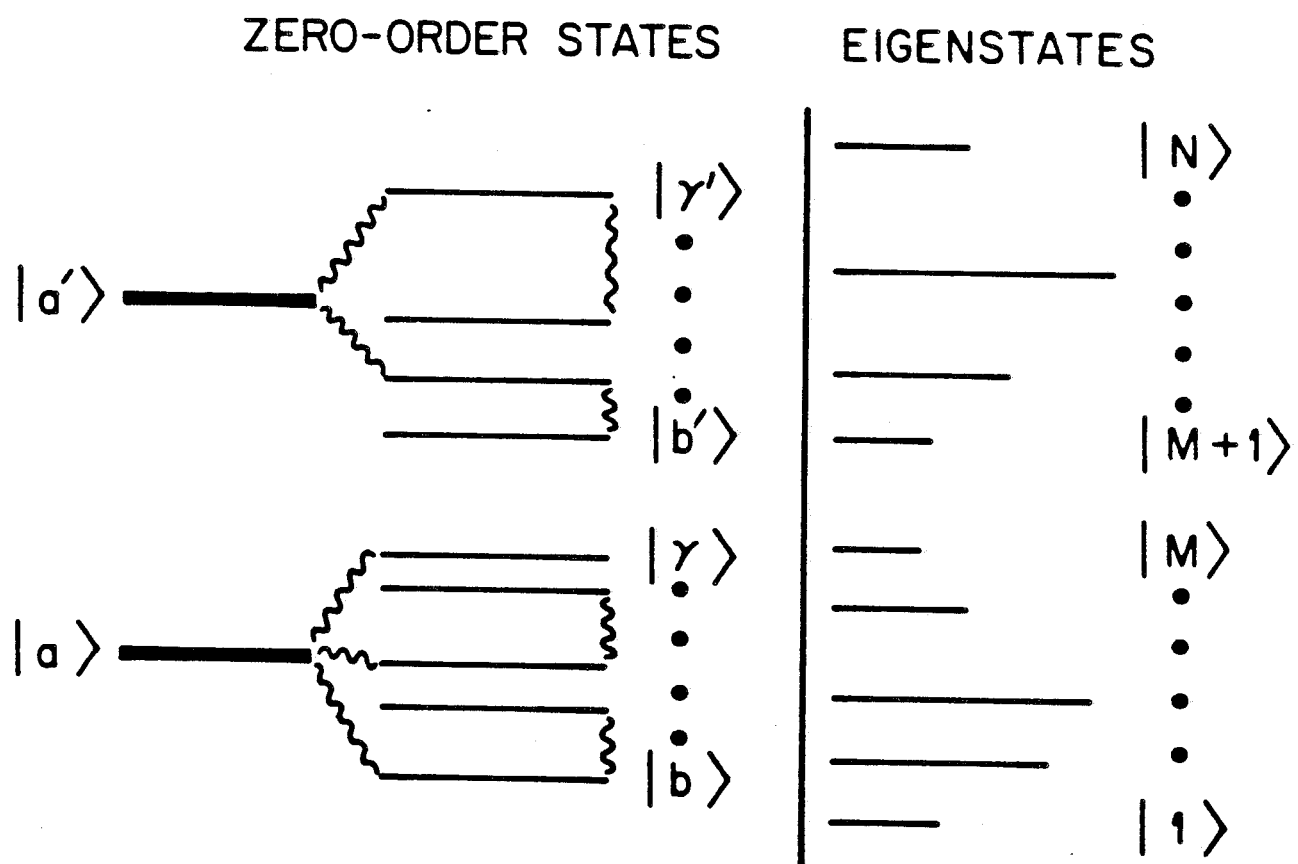 ZERO-ORDER STATES
EIGENSTATES
|N⟩
|γ′⟩
|a′⟩
|b′⟩
|M+1⟩
|γ⟩
|M⟩
|a⟩
|b⟩
|1⟩